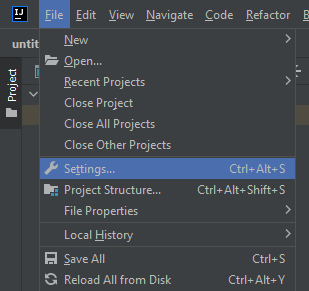 IJ File Edit View Navigate Code Refactor
untit
Project
New
Open...
Recent Projects
Close Project
Close All Projects
Close Other Projects
Settings... Ctrl+Alt+S
Project Structure... Ctrl+Alt+Shift+S
File Properties
Local History
Save All Ctrl+S
Reload All from Disk Ctrl+Alt+Y